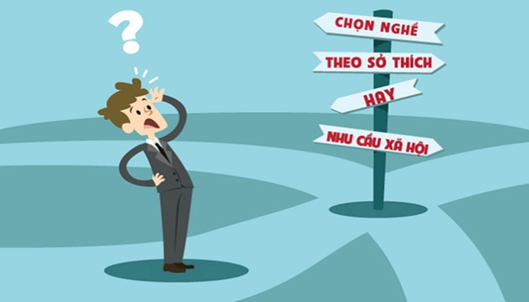 ?
CHỌN NGHỀ
THEO SỞ THÍCH
HAY
NHU CẦU XÃ HỘI